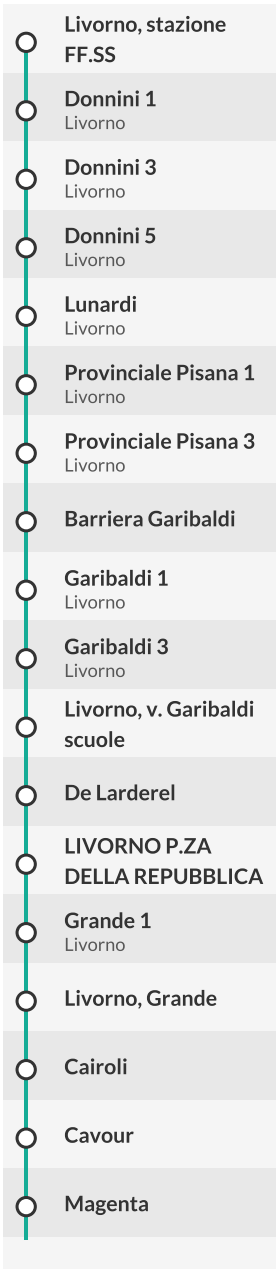 Livorno, stazione
FF.SS
Donnini 1
Livorno
Donnini 3
Livorno
Donnini 5
Livorno
Lunardi
Livorno
Provinciale Pisana 1
Livorno
Provinciale Pisana 3
Livorno
Barriera Garibaldi
Garibaldi 1
Livorno
Garibaldi 3
Livorno
Livorno, v. Garibaldi
scuole
De Larderel
LIVORNO P.ZA
DELLA REPUBBLICA
Grande 1
Livorno
Livorno, Grande
Cairoli
Cavour
Magenta